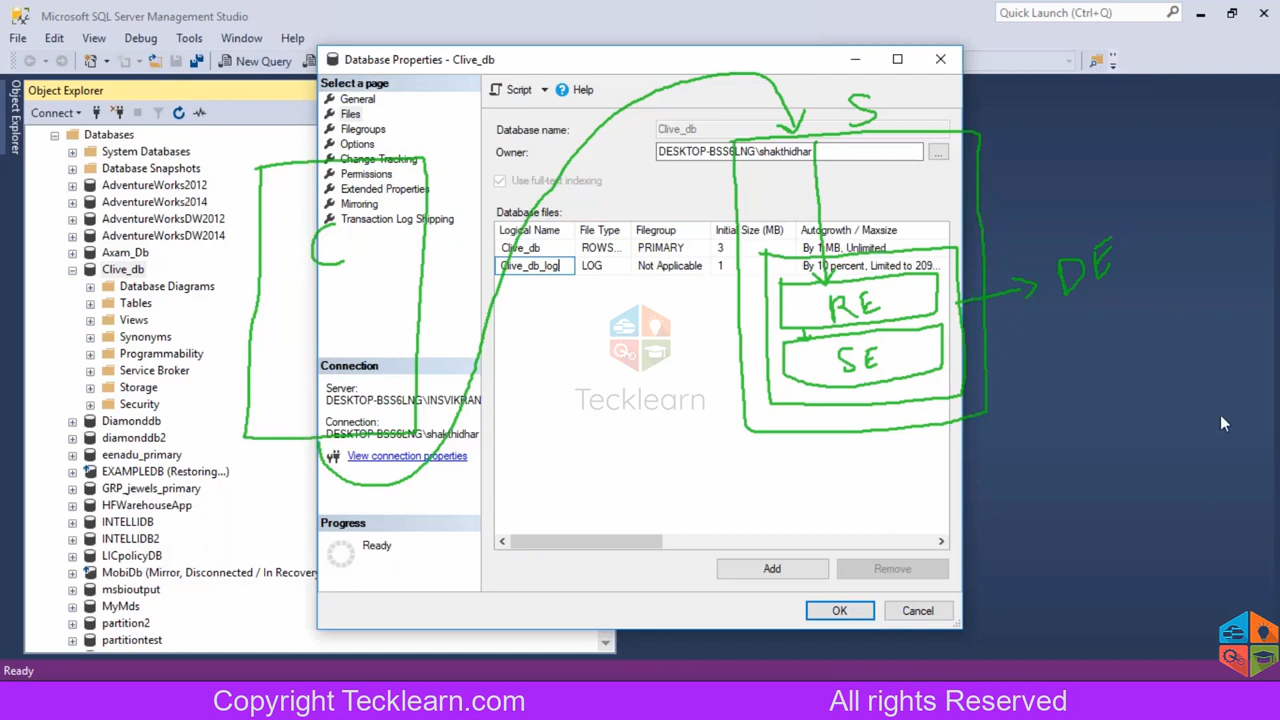 Microsoft SQL Server Management Studio
Quick Launch (Ctrl+Q)
File Edit View Debug Tools Window Help
New Query
Object Explorer
Object Explorer
Connect
Databases
System Databases
Database Snapshots
AdventureWorks2012
AdventureWorks2014
AdventureWorksDW2012
AdventureWorksDW2014
Axam_Db
Clive_db
Database Diagrams
Tables
Views
Synonyms
Programmability
Service Broker
Storage
Security
Diamonddb
diamonddb2
eenadu_primary
EXAMPLEDB (Restoring...)
GRP_jewels_primary
HFWarehouseApp
INTELLIDB
INTELLIDB2
LICpolicyDB
MobiDb (Mirror, Disconnected / In Recovery
msbioutput
MyMds
partition2
partitiontest
Database Properties - Clive_db
Select a page
General
Files
Filegroups
Options
Change Tracking
Permissions
Extended Properties
Mirroring
Transaction Log Shipping
Connection
Server:
DESKTOP-BSS6LNG\INSVIKRAN
Connection:
DESKTOP-BSS6LNG\shakthidhar
View connection properties
Progress
Ready
Script Help
Database name: Clive_db
Owner: DESKTOP-BSS6LNG\shakthidhar ...
Use full-text indexing
Database files:
Logical Name File Type Filegroup Initial Size (MB) Autogrowth / Maxsize
Clive_db ROWS... PRIMARY 3 By 1 MB, Unlimited
Clive_db_log LOG Not Applicable 1 By 10 percent, Limited to 209...
Add Remove
OK Cancel
C
S
RE
SE
DE
Tecklearn
Ready
Copyright Tecklearn.com All rights Reserved